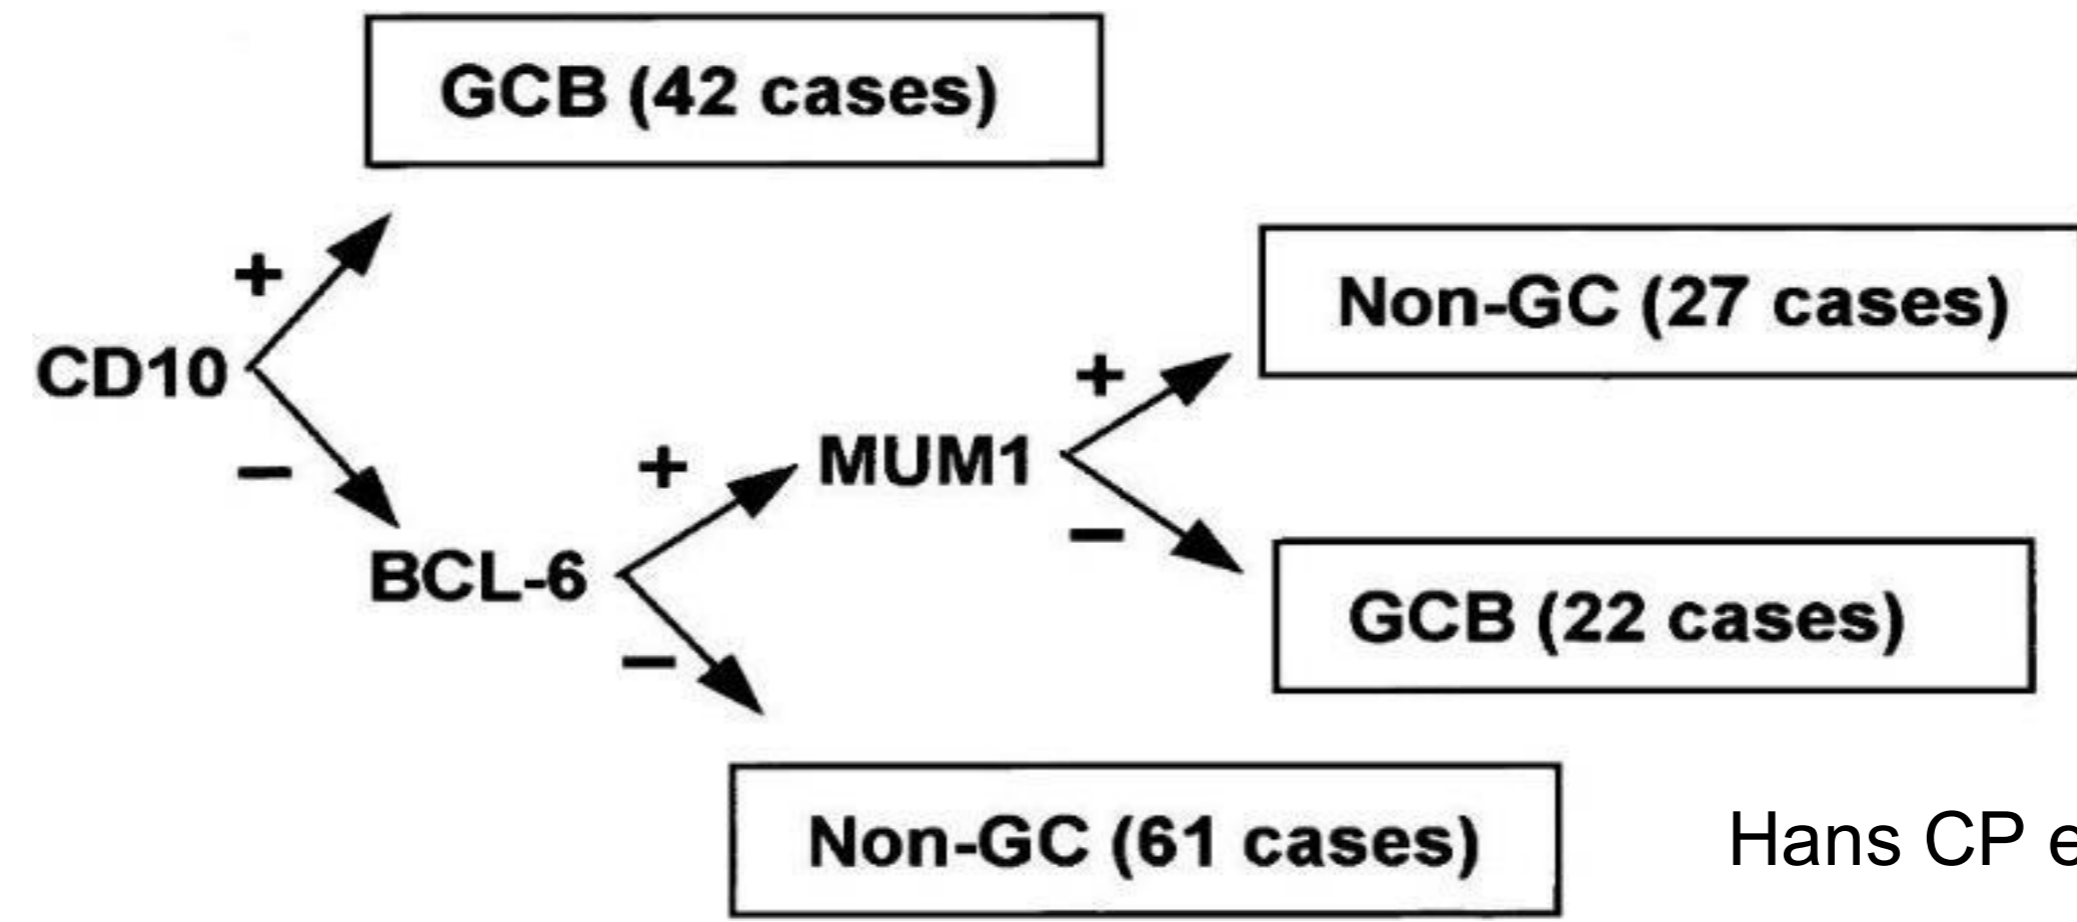 GCB (42 cases)
+
Non-GC (27 cases)
+
CD10
+
MUM1
−
−
BCL-6
GCB (22 cases)
−
Non-GC (61 cases)
Hans CP e